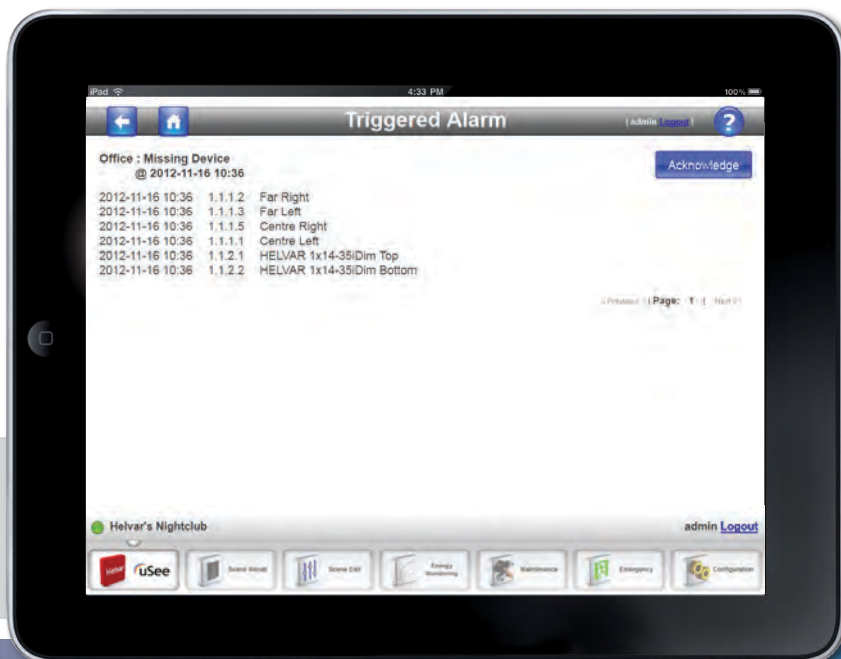 iPad 4:33 PM 100%
Triggered Alarm
| admin Logout | ?
Office : Missing Device
@ 2012-11-16 10:36
Acknowledge
2012-11-16 10:36 1.1.1.2 Far Right
2012-11-16 10:36 1.1.1.3 Far Left
2012-11-16 10:36 1.1.1.5 Centre Right
2012-11-16 10:36 1.1.1.1 Centre Left
2012-11-16 10:36 1.1.2.1 HELVAR 1x14-35iDim Top
2012-11-16 10:36 1.1.2.2 HELVAR 1x14-35iDim Bottom
< Previous | Page: 1 | Next >
Helvar's Nightclub admin Logout
Helvar uSee Scene Recall Scene Edit Energy Monitoring Maintenance Emergency Configuration